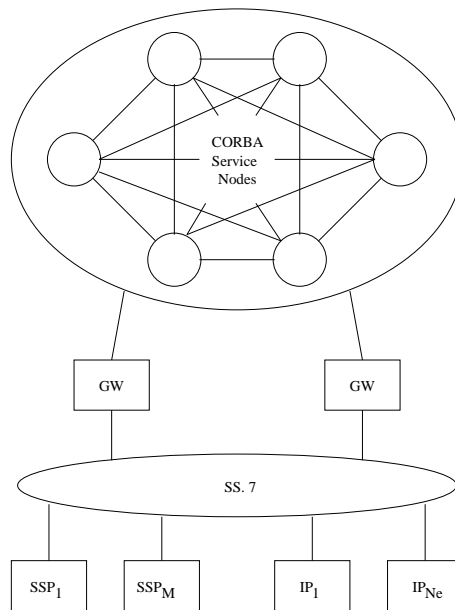 CORBA
Service
Nodes
GW GW
SS. 7
SSP1 SSPM IP1 IPNe